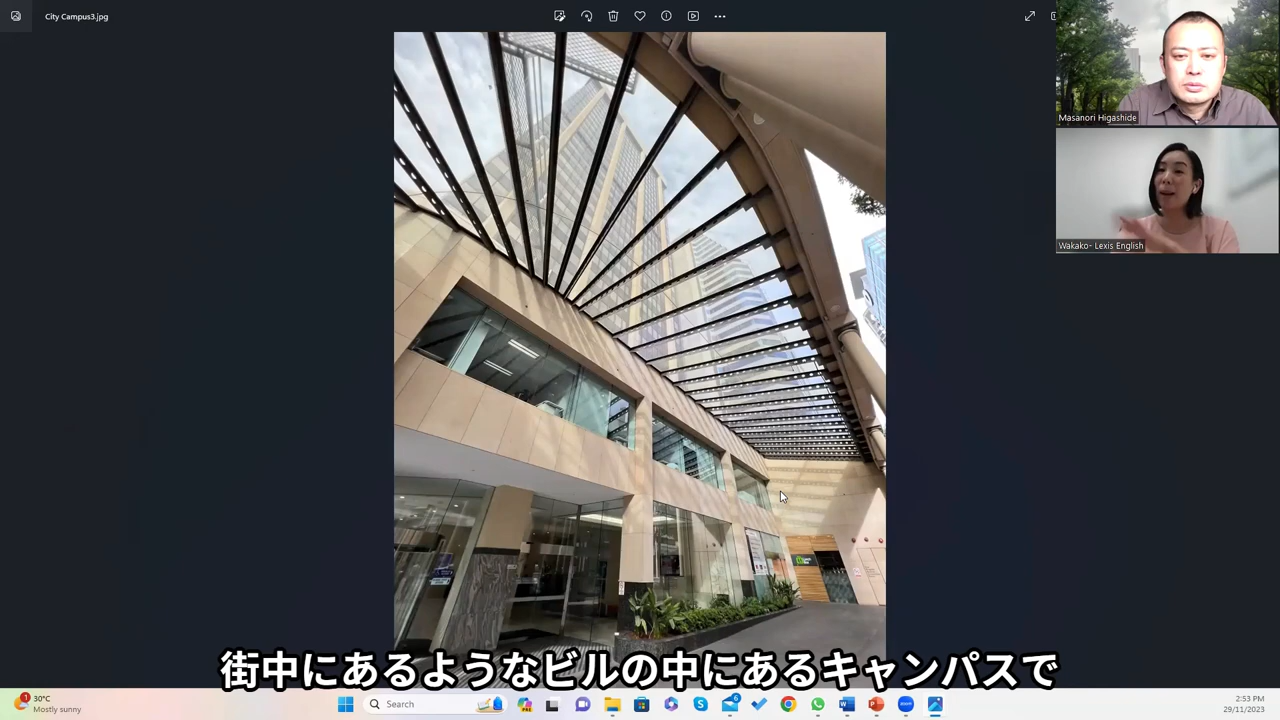 City Campus3.jpg
Masanori Higashide
Wakako- Lexis English
街中にあるようなビルの中にあるキャンパスで
1
30°C
Mostly sunny
Search
6
2:53 PM
29/11/2023